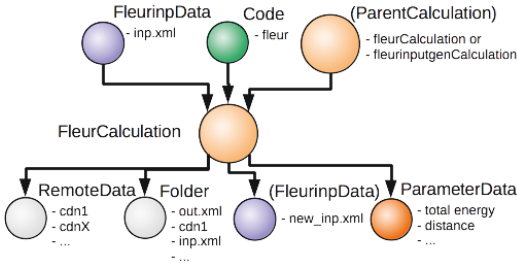 FleurinpData
- inp.xml
Code
- fleur
(ParentCalculation)
- fleurCalculation or
- fleurinputgenCalculation
FleurCalculation
RemoteData
- cdn1
- cdnX
- ...
Folder
- out.xml
- cdn1
- inp.xml
- ...
(FleurinpData)
- new_inp.xml
ParameterData
- total energy
- distance
- ...